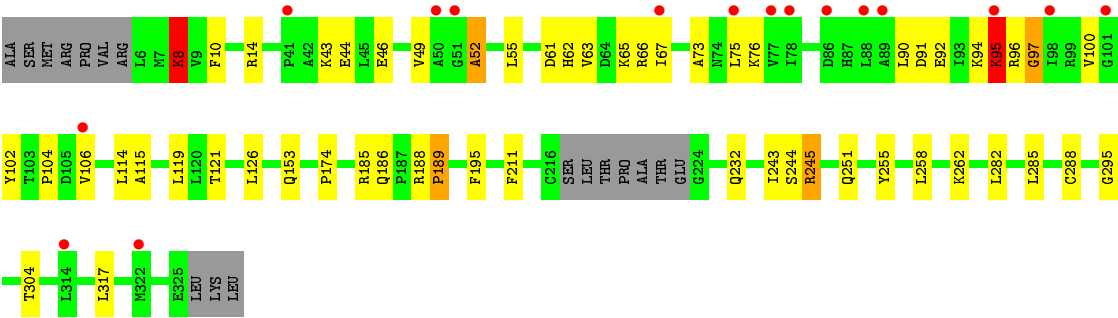 ALA SER MET ARG PRO VAL ARG L6 M7 K8 V9 F10 R14 P41 A42 K43 E44 L45 E46 V49 A50 G51 A52 L55 D61 H62 V63 D64 K65 R66 I67 A73 N74 L75 K76 V77 I78 D86 H87 L88 A89 L90 D91 E92 I93 K94 K95 R96 G97 I98 R99 V100 G101
Y102 T103 P104 D105 V106 L114 A115 L119 L120 T121 L126 Q153 P174 R185 Q186 P187 R188 P189 F195 F211 C216 SER LEU THR PRO ALA THR GLU G224 Q232 I243 S244 R245 Q251 Y255 L258 K262 L282 L285 C288 G295
T304 L314 L317 M322 E325 LEU LYS LEU